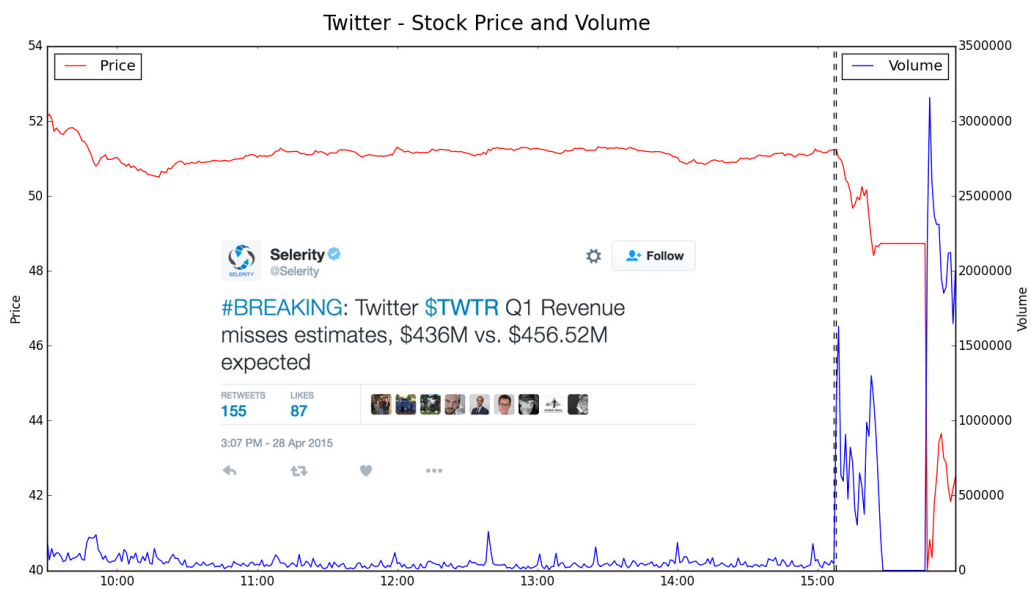 Twitter - Stock Price and Volume
54
Price
Volume
3500000
52
3000000
50
2500000
48
2000000
46
1500000
44
1000000
42
500000
40
0
Price
Volume
SELERITY
Selerity
@Selerity
Follow
#BREAKING: Twitter $TWTR Q1 Revenue
misses estimates, $436M vs. $456.52M
expected
RETWEETS LIKES
155 87
3:07 PM - 28 Apr 2015
10:00 11:00 12:00 13:00 14:00 15:00